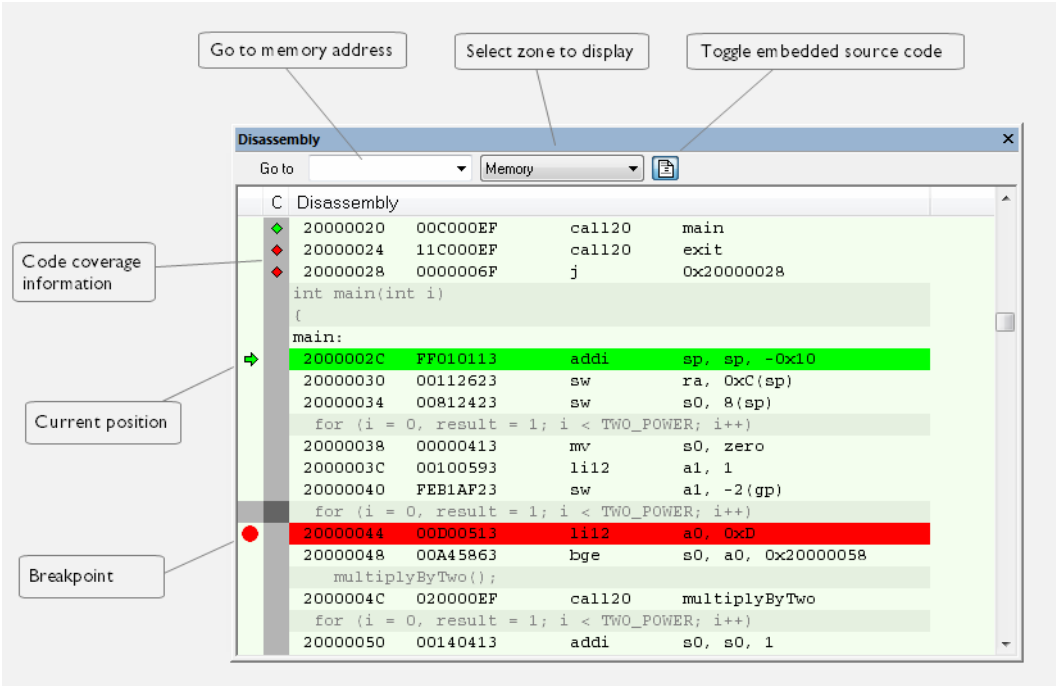 Go to memory address
Select zone to display
Toggle embedded source code
Disassembly
Go to
Memory
C Disassembly
20000020 00C000EF call20 main
20000024 11C000EF call20 exit
20000028 0000006F j 0x20000028
int main(int i)
{
main:
2000002C FF010113 addi sp, sp, -0x10
20000030 00112623 sw ra, 0xC(sp)
20000034 00812423 sw s0, 8(sp)
for (i = 0, result = 1; i < TWO_POWER; i++)
20000038 00000413 mv s0, zero
2000003C 00100593 li12 a1, 1
20000040 FEB1AF23 sw a1, -2(gp)
for (i = 0, result = 1; i < TWO_POWER; i++)
20000044 00D00513 li12 a0, 0xD
20000048 00A45863 bge s0, a0, 0x20000058
multiplyByTwo();
2000004C 020000EF call20 multiplyByTwo
for (i = 0, result = 1; i < TWO_POWER; i++)
20000050 00140413 addi s0, s0, 1
Code coverage
information
Current position
Breakpoint